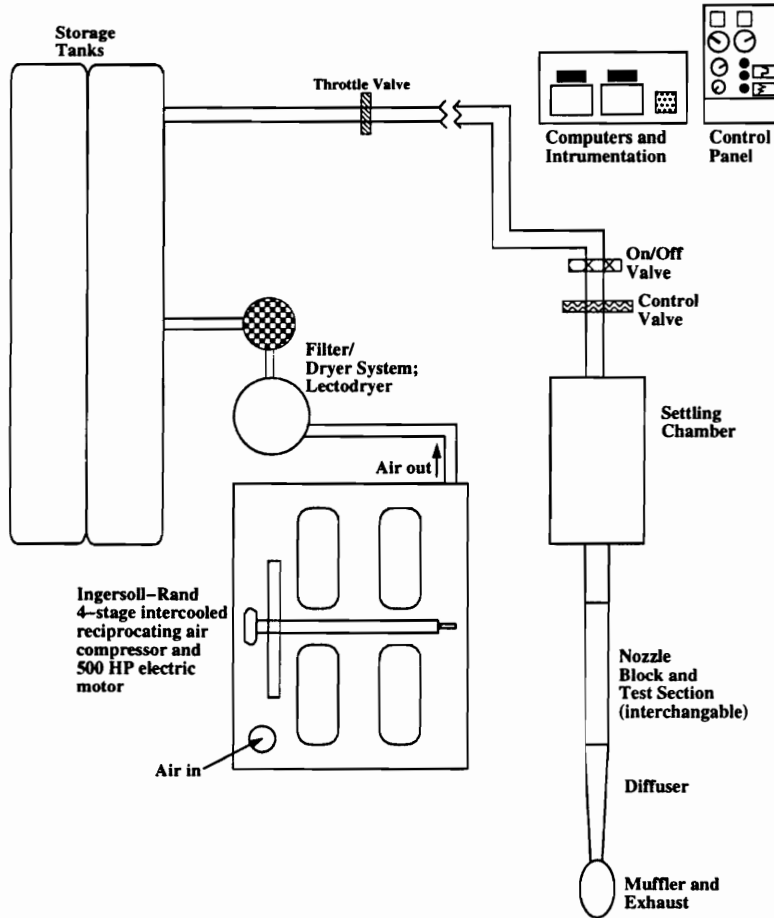 Storage
Tanks
Throttle Valve
Computers and
Intrumentation
Control
Panel
On/Off
Valve
Control
Valve
Filter/
Dryer System;
Lectodryer
Settling
Chamber
Air out
Ingersoll–Rand
4–stage intercooled
reciprocating air
compressor and
500 HP electric
motor
Nozzle
Block and
Test Section
(interchangable)
Air in
Diffuser
Muffler and
Exhaust